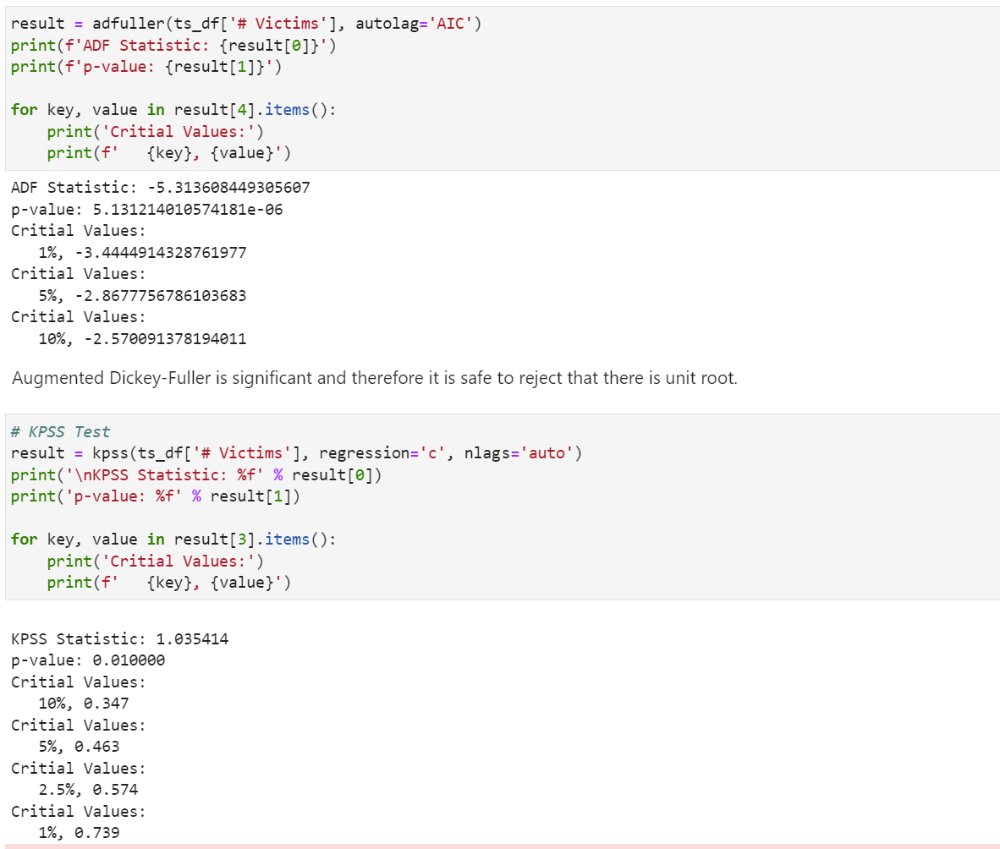 result = adfuller(ts_df['# Victims'], autolag='AIC')
print(f'ADF Statistic: {result[0]}')
print(f'p-value: {result[1]}')
for key, value in result[4].items():
    print('Critial Values:')
    print(f'   {key}, {value}')
ADF Statistic: -5.313608449305607
p-value: 5.131214010574181e-06
Critial Values:
   1%, -3.4444914328761977
Critial Values:
   5%, -2.8677756786103683
Critial Values:
   10%, -2.570091378194011
Augmented Dickey-Fuller is significant and therefore it is safe to reject that there is unit root.
# KPSS Test
result = kpss(ts_df['# Victims'], regression='c', nlags='auto')
print('\nKPSS Statistic: %f' % result[0])
print('p-value: %f' % result[1])
for key, value in result[3].items():
    print('Critial Values:')
    print(f'   {key}, {value}')
KPSS Statistic: 1.035414
p-value: 0.010000
Critial Values:
   10%, 0.347
Critial Values:
   5%, 0.463
Critial Values:
   2.5%, 0.574
Critial Values:
   1%, 0.739